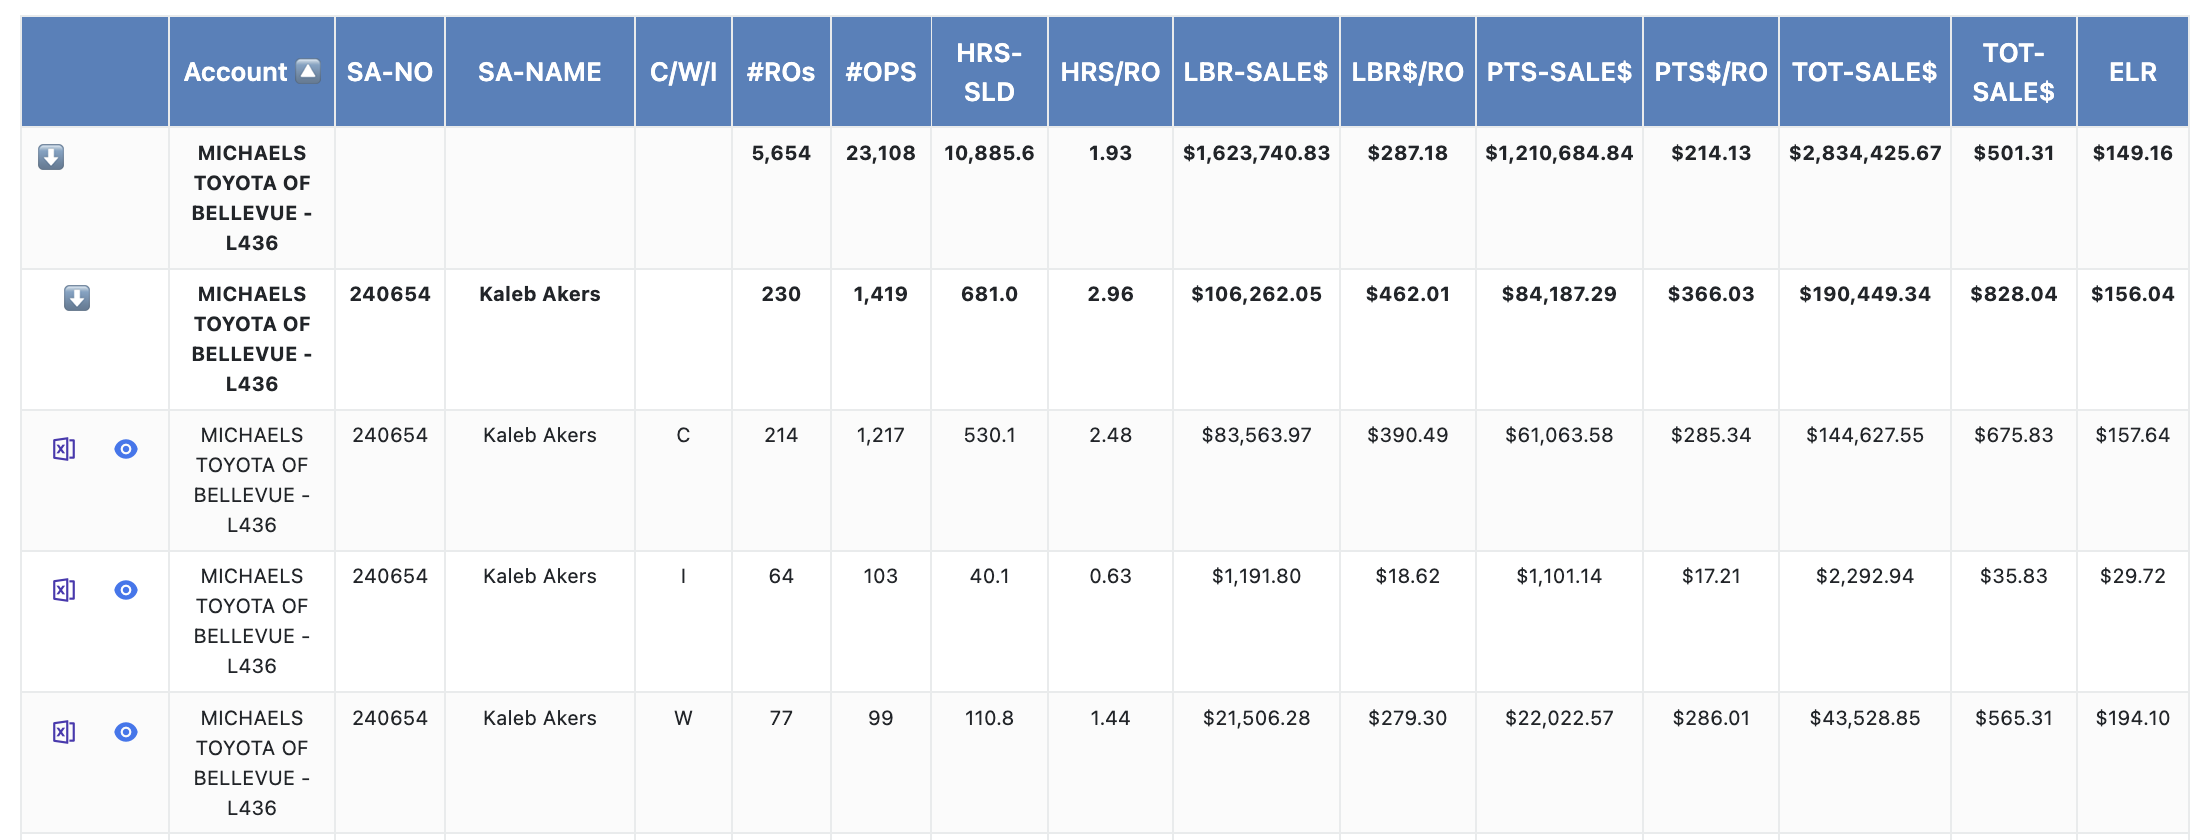 Account SA-NO SA-NAME C/W/I #ROs #OPS HRS-SLD HRS/RO LBR-SALE$ LBR$/RO PTS-SALE$ PTS$/RO TOT-SALE$ TOT-SALE$ ELR
MICHAELS TOYOTA OF BELLEVUE - L436 5,654 23,108 10,885.6 1.93 $1,623,740.83 $287.18 $1,210,684.84 $214.13 $2,834,425.67 $501.31 $149.16
MICHAELS TOYOTA OF BELLEVUE - L436 240654 Kaleb Akers 230 1,419 681.0 2.96 $106,262.05 $462.01 $84,187.29 $366.03 $190,449.34 $828.04 $156.04
MICHAELS TOYOTA OF BELLEVUE - L436 240654 Kaleb Akers C 214 1,217 530.1 2.48 $83,563.97 $390.49 $61,063.58 $285.34 $144,627.55 $675.83 $157.64
MICHAELS TOYOTA OF BELLEVUE - L436 240654 Kaleb Akers I 64 103 40.1 0.63 $1,191.80 $18.62 $1,101.14 $17.21 $2,292.94 $35.83 $29.72
MICHAELS TOYOTA OF BELLEVUE - L436 240654 Kaleb Akers W 77 99 110.8 1.44 $21,506.28 $279.30 $22,022.57 $286.01 $43,528.85 $565.31 $194.10